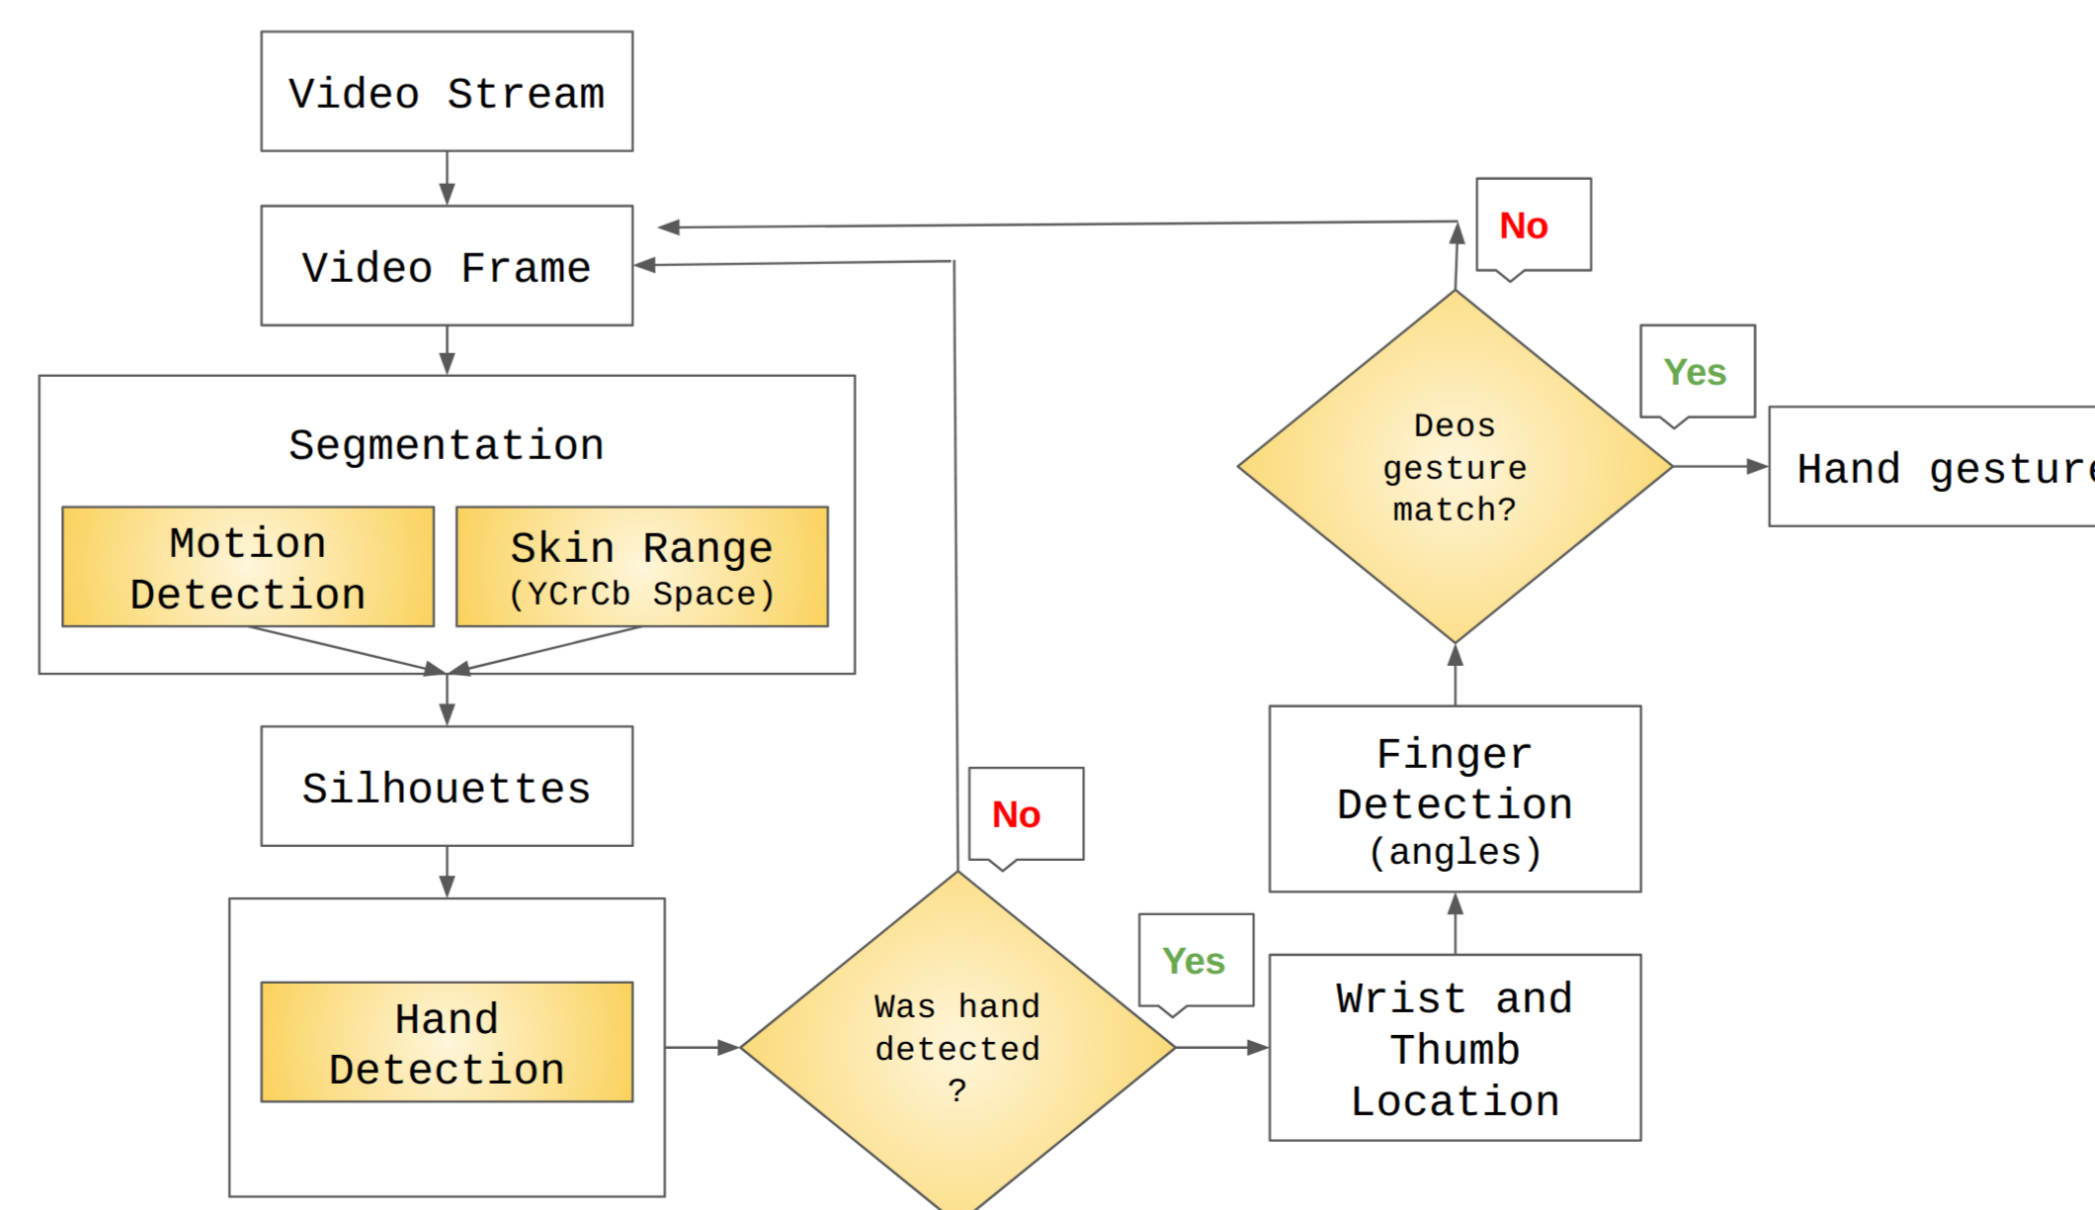 Video Stream
Video Frame
Segmentation
Motion
Detection
Skin Range
(YCrCb Space)
Silhouettes
Hand
Detection
Was hand
detected
?
No
Yes
Wrist and
Thumb
Location
Finger
Detection
(angles)
Deos
gesture
match?
No
Yes
Hand gesture